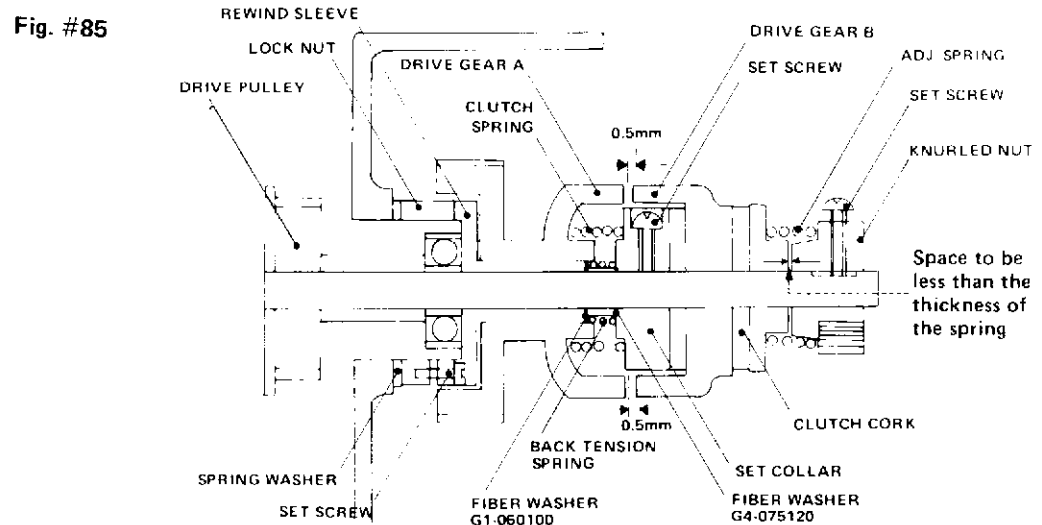 Fig. #85
REWIND SLEEVE
LOCK NUT
DRIVE PULLEY
DRIVE GEAR A
CLUTCH
SPRING
0.5mm
DRIVE GEAR B
SET SCREW
ADJ SPRING
SET SCREW
KNURLED NUT
Space to be
less than the
thickness of
the spring
0.5mm
BACK TENSION
SPRING
CLUTCH CORK
SPRING WASHER
SET SCREW
FIBER WASHER
G1-060100
SET COLLAR
FIBER WASHER
G4-075120